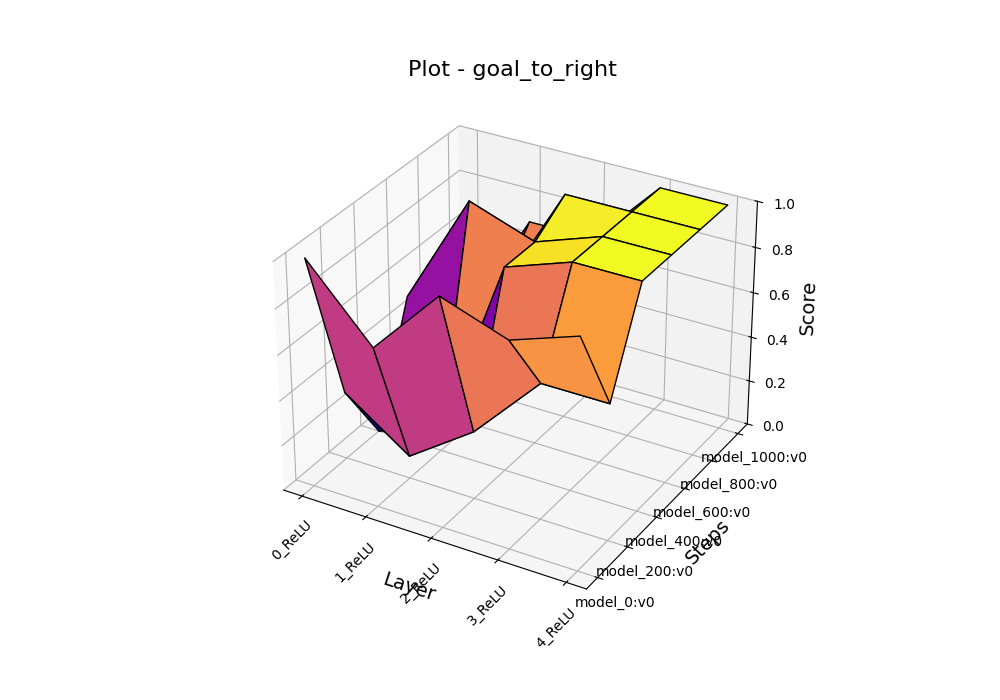 Plot - goal_to_right
1.0
0.8
0.6
0.4
0.2
0.0
Score
model_1000:v0
model_800:v0
model_600:v0
model_400:v0
model_200:v0
model_0:v0
Steps
0_ReLU
1_ReLU
2_ReLU
3_ReLU
4_ReLU
Layer